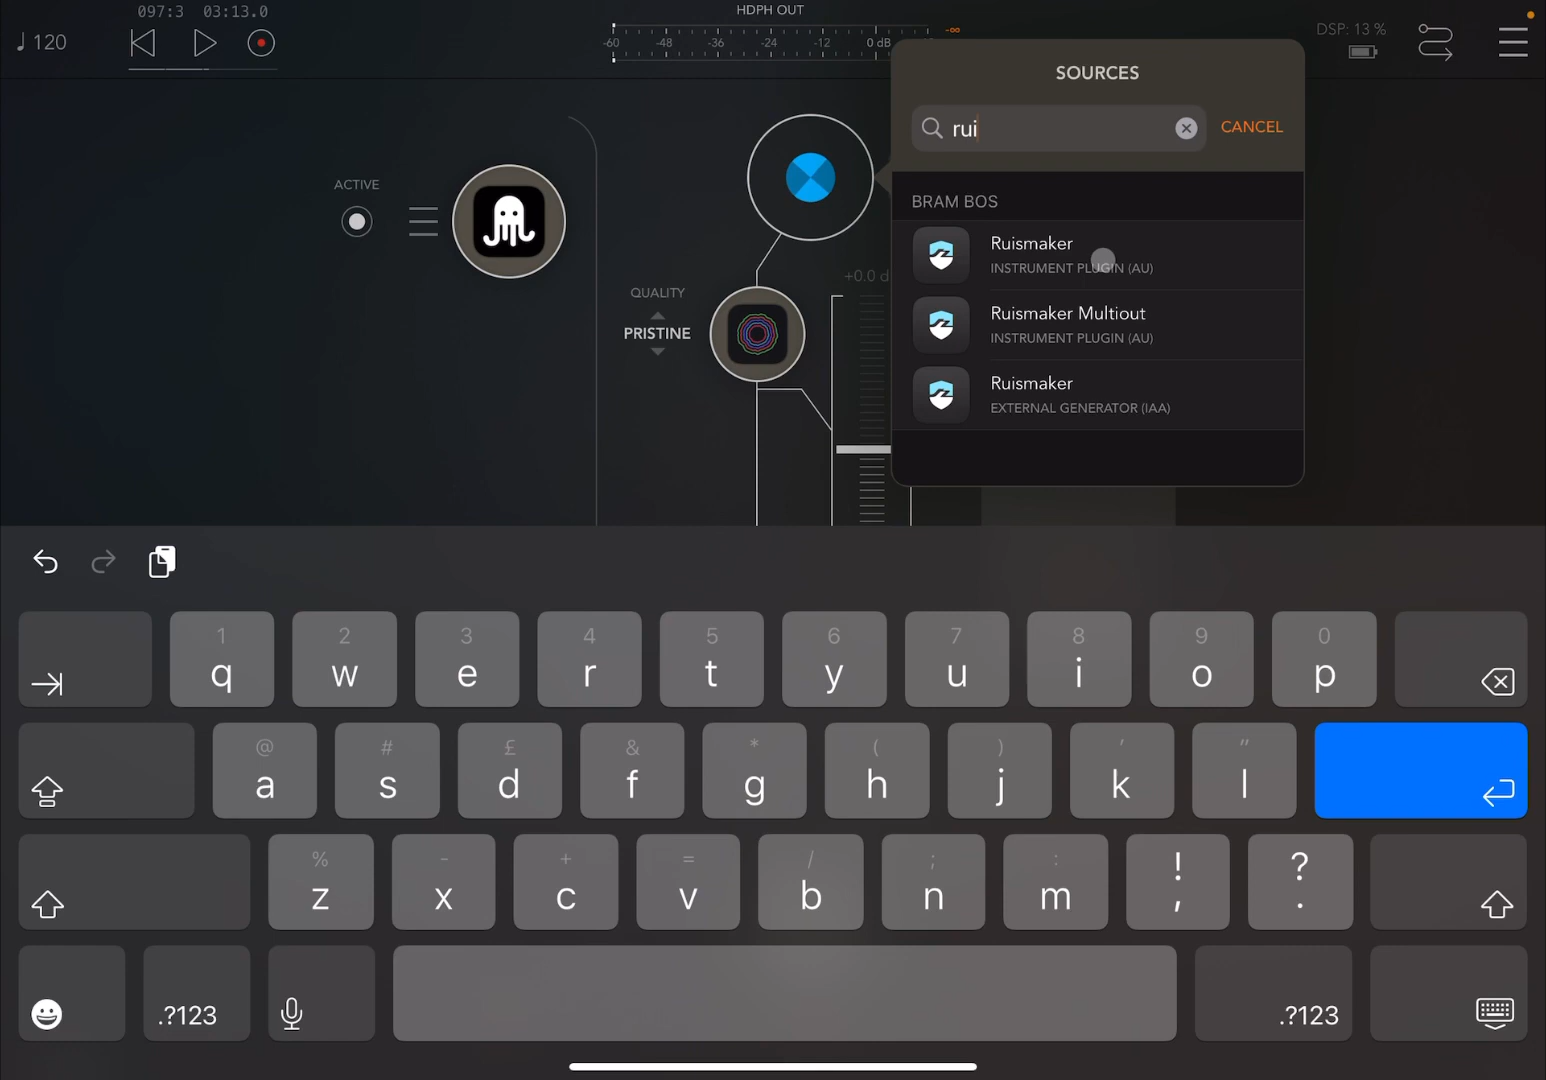 097:3 03:13.0
♩ 120
HDPH OUT
-60 -48 -36 -24 -12 0 dB
-∞
DSP: 13 %
SOURCES
rui
CANCEL
BRAM BOS
Ruismaker
INSTRUMENT PLUGIN (AU)
Ruismaker Multiout
INSTRUMENT PLUGIN (AU)
Ruismaker
EXTERNAL GENERATOR (IAA)
ACTIVE
QUALITY
PRISTINE
+0.0 d
1 2 3 4 5 6 7 8 9 0
q w e r t y u i o p
@ # £ & * ( ) ' "
a s d f g h j k l
% - + = / ; : ! ?
z x c v b n m , .
.?123 .?123